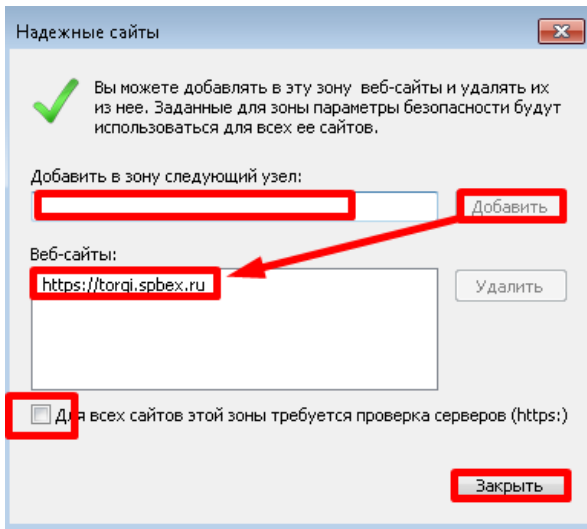 Надежные сайты
Вы можете добавлять в эту зону веб-сайты и удалять их
из нее. Заданные для зоны параметры безопасности будут
использоваться для всех ее сайтов.
Добавить в зону следующий узел:
Добавить
Веб-сайты:
https://torgi.spbex.ru
Удалить
Для всех сайтов этой зоны требуется проверка серверов (https:)
Закрыть